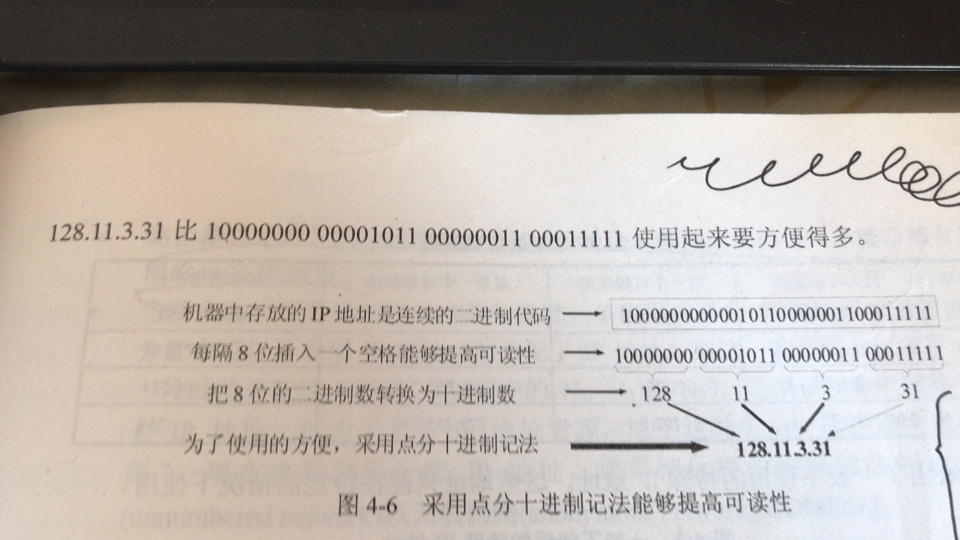 128.11.3.31 比 10000000 00001011 00000011 00011111 使用起来要方便得多。
机器中存放的 IP 地址是连续的二进制代码 10000000000010110000001100011111
每隔 8 位插入一个空格能够提高可读性 10000000 00001011 00000011 00011111
把 8 位的二进制数转换为十进制数 128 11 3 31
为了使用的方便，采用点分十进制记法 128.11.3.31
图 4-6 采用点分十进制记法能够提高可读性